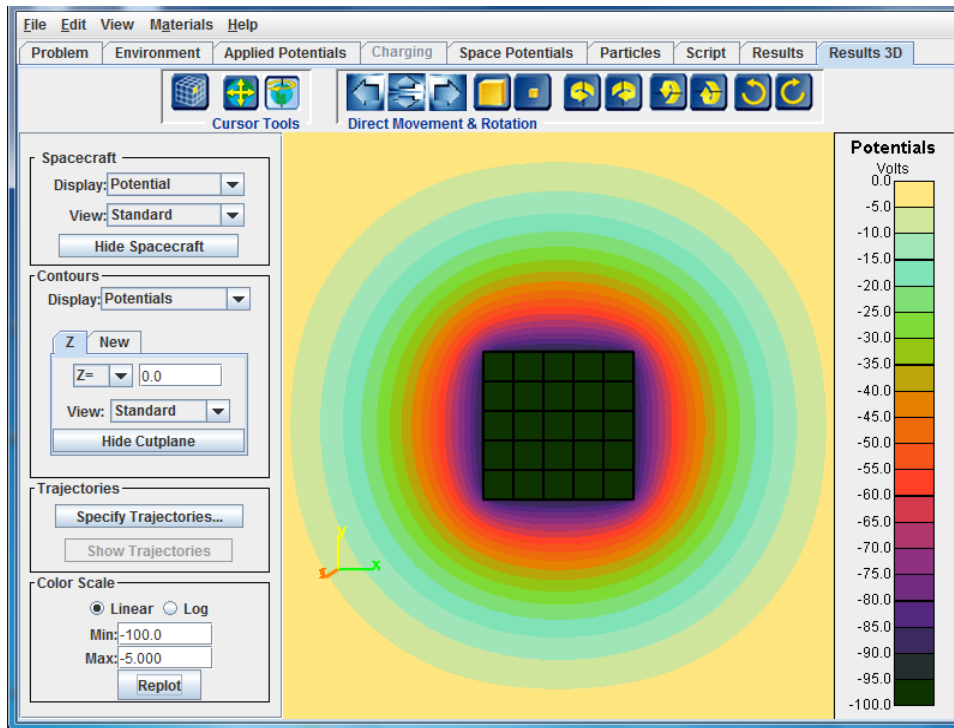 File Edit View Materials Help
Problem Environment Applied Potentials Charging Space Potentials Particles Script Results Results 3D
Cursor Tools Direct Movement & Rotation
Spacecraft
Display: Potential
View: Standard
Hide Spacecraft
Contours
Display: Potentials
Z New
Z= 0.0
View: Standard
Hide Cutplane
Trajectories
Specify Trajectories...
Show Trajectories
Color Scale
Linear Log
Min: -100.0
Max: -5.000
Replot
y
x
Potentials
Volts
0.0
-5.0
-10.0
-15.0
-20.0
-25.0
-30.0
-35.0
-40.0
-45.0
-50.0
-55.0
-60.0
-65.0
-70.0
-75.0
-80.0
-85.0
-90.0
-95.0
-100.0